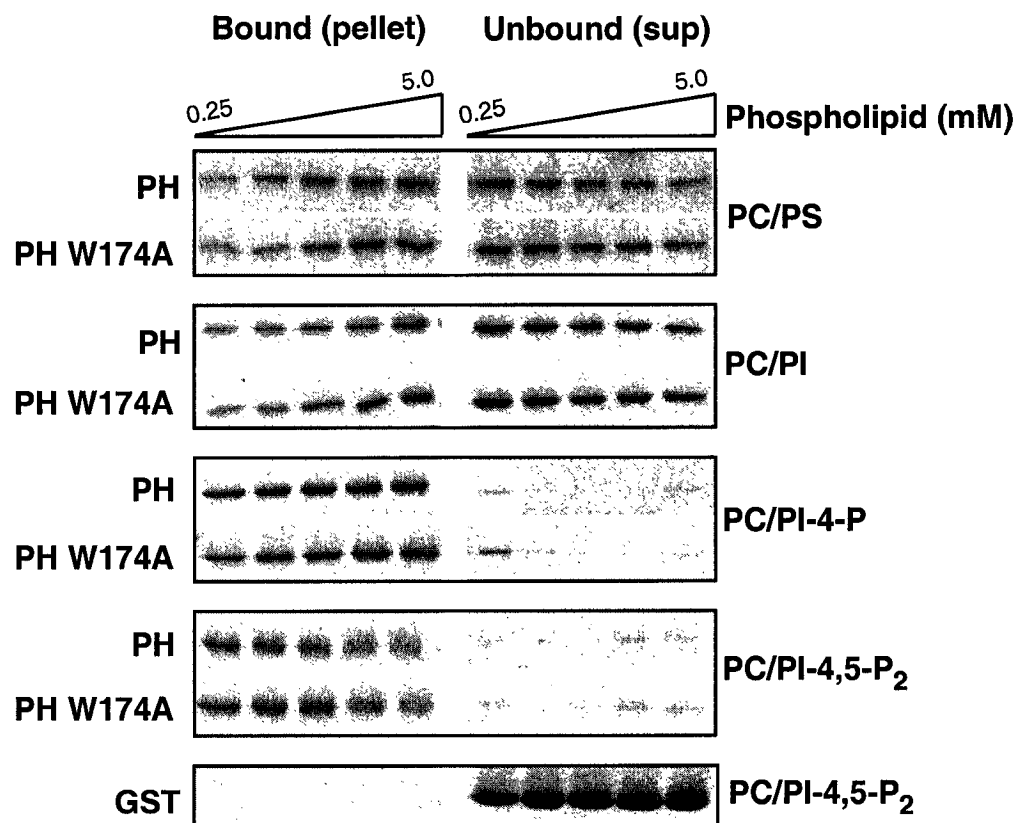 Bound (pellet) Unbound (sup)
0.25 5.0 0.25 5.0 Phospholipid (mM)
PH
PH W174A
PC/PS
PH
PH W174A
PC/PI
PH
PH W174A
PC/PI-4-P
PH
PH W174A
PC/PI-4,5-P₂
GST
PC/PI-4,5-P₂